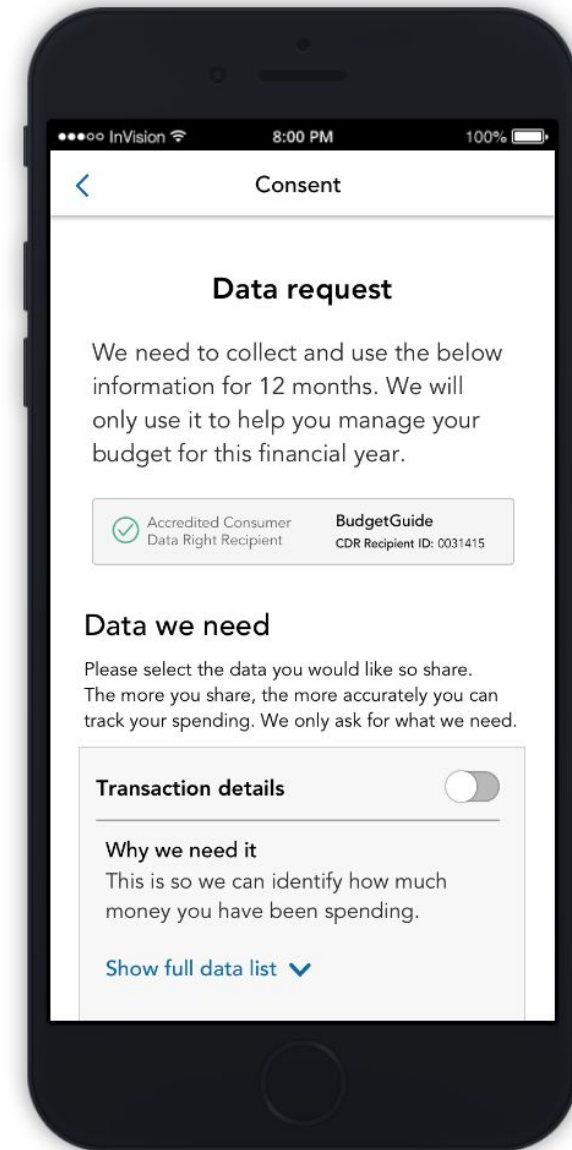 InVision 8:00 PM 100%
Consent
Data request
We need to collect and use the below
information for 12 months. We will
only use it to help you manage your
budget for this financial year.
Accredited Consumer
Data Right Recipient
BudgetGuide
CDR Recipient ID: 0031415
Data we need
Please select the data you would like so share.
The more you share, the more accurately you can
track your spending. We only ask for what we need.
Transaction details
Why we need it
This is so we can identify how much
money you have been spending.
Show full data list